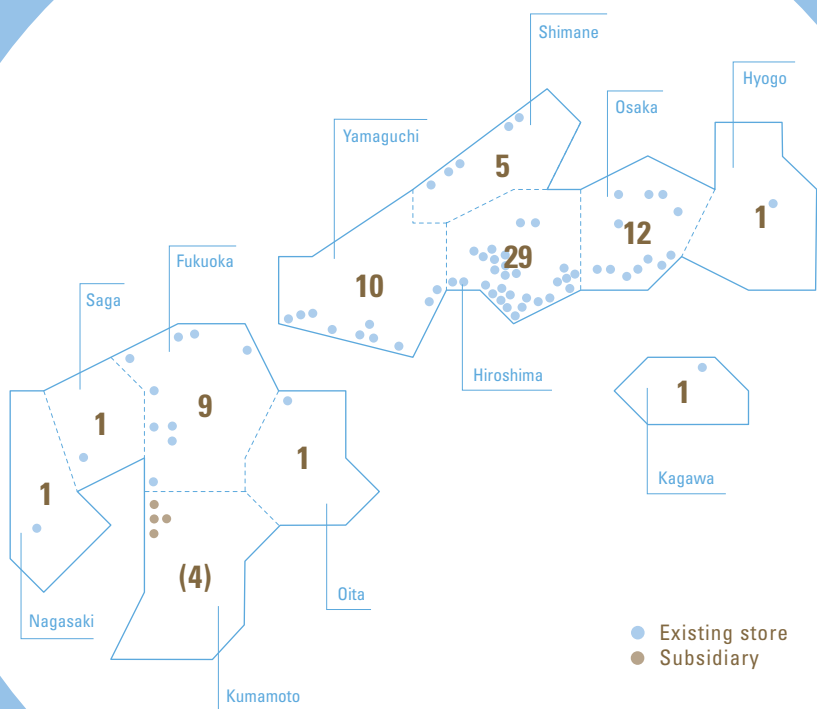 Shimane
Hyogo
Osaka
Yamaguchi
5
1
12
29
Fukuoka
10
Saga
Hiroshima
9
1
1
1
Kagawa
1
(4)
Oita
Nagasaki
Existing store
Subsidiary
Kumamoto